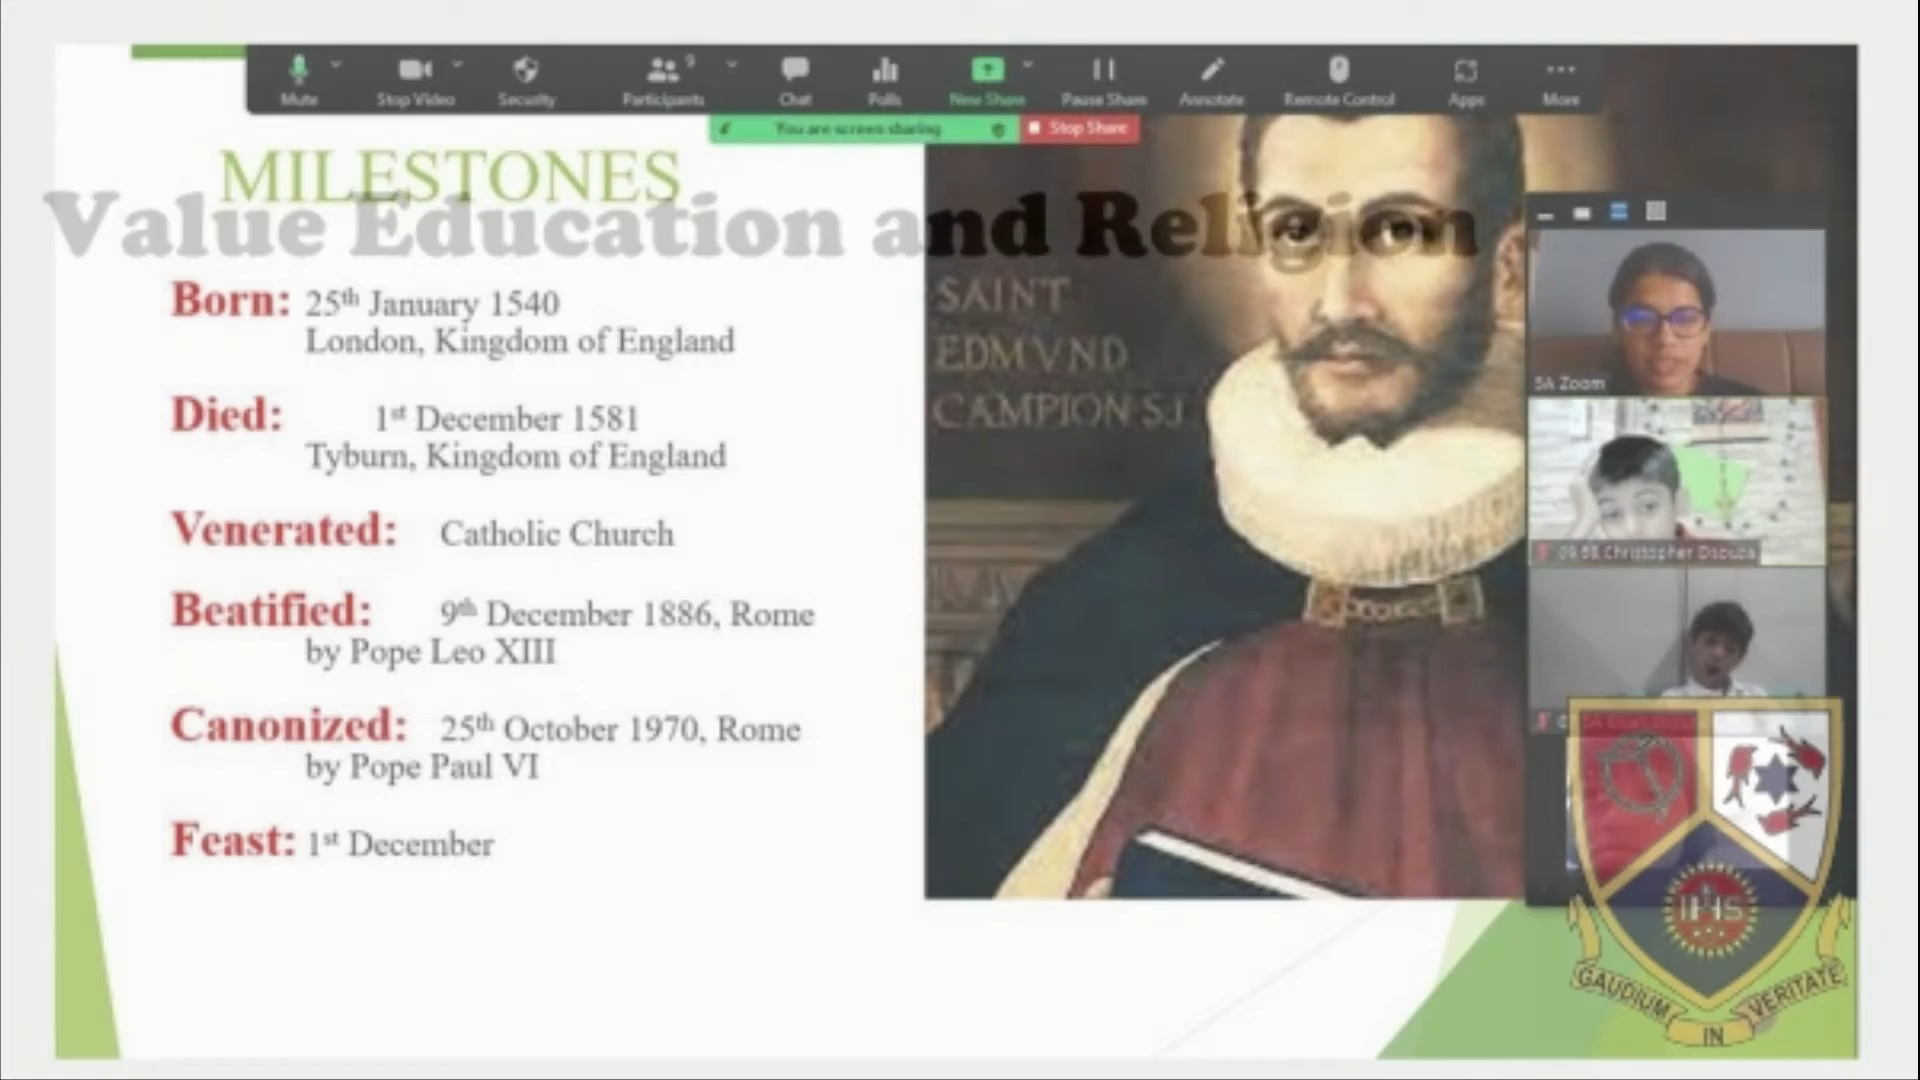 Mute
Stop Video
Security
Participants
9
Chat
Polls
New Share
Pause Share
Annotate
Remote Control
Apps
More
You are screen sharing
Stop Share
MILESTONES
Value Education and Religion
Born: 25th January 1540
London, Kingdom of England
Died: 1st December 1581
Tyburn, Kingdom of England
Venerated: Catholic Church
Beatified: 9th December 1886, Rome
by Pope Leo XIII
Canonized: 25th October 1970, Rome
by Pope Paul VI
Feast: 1st December
SAINT
EDMVND
CAMPION SJ
5A Zoom
Christopher Dsouza
IHS
GAUDIUM IN VERITATE